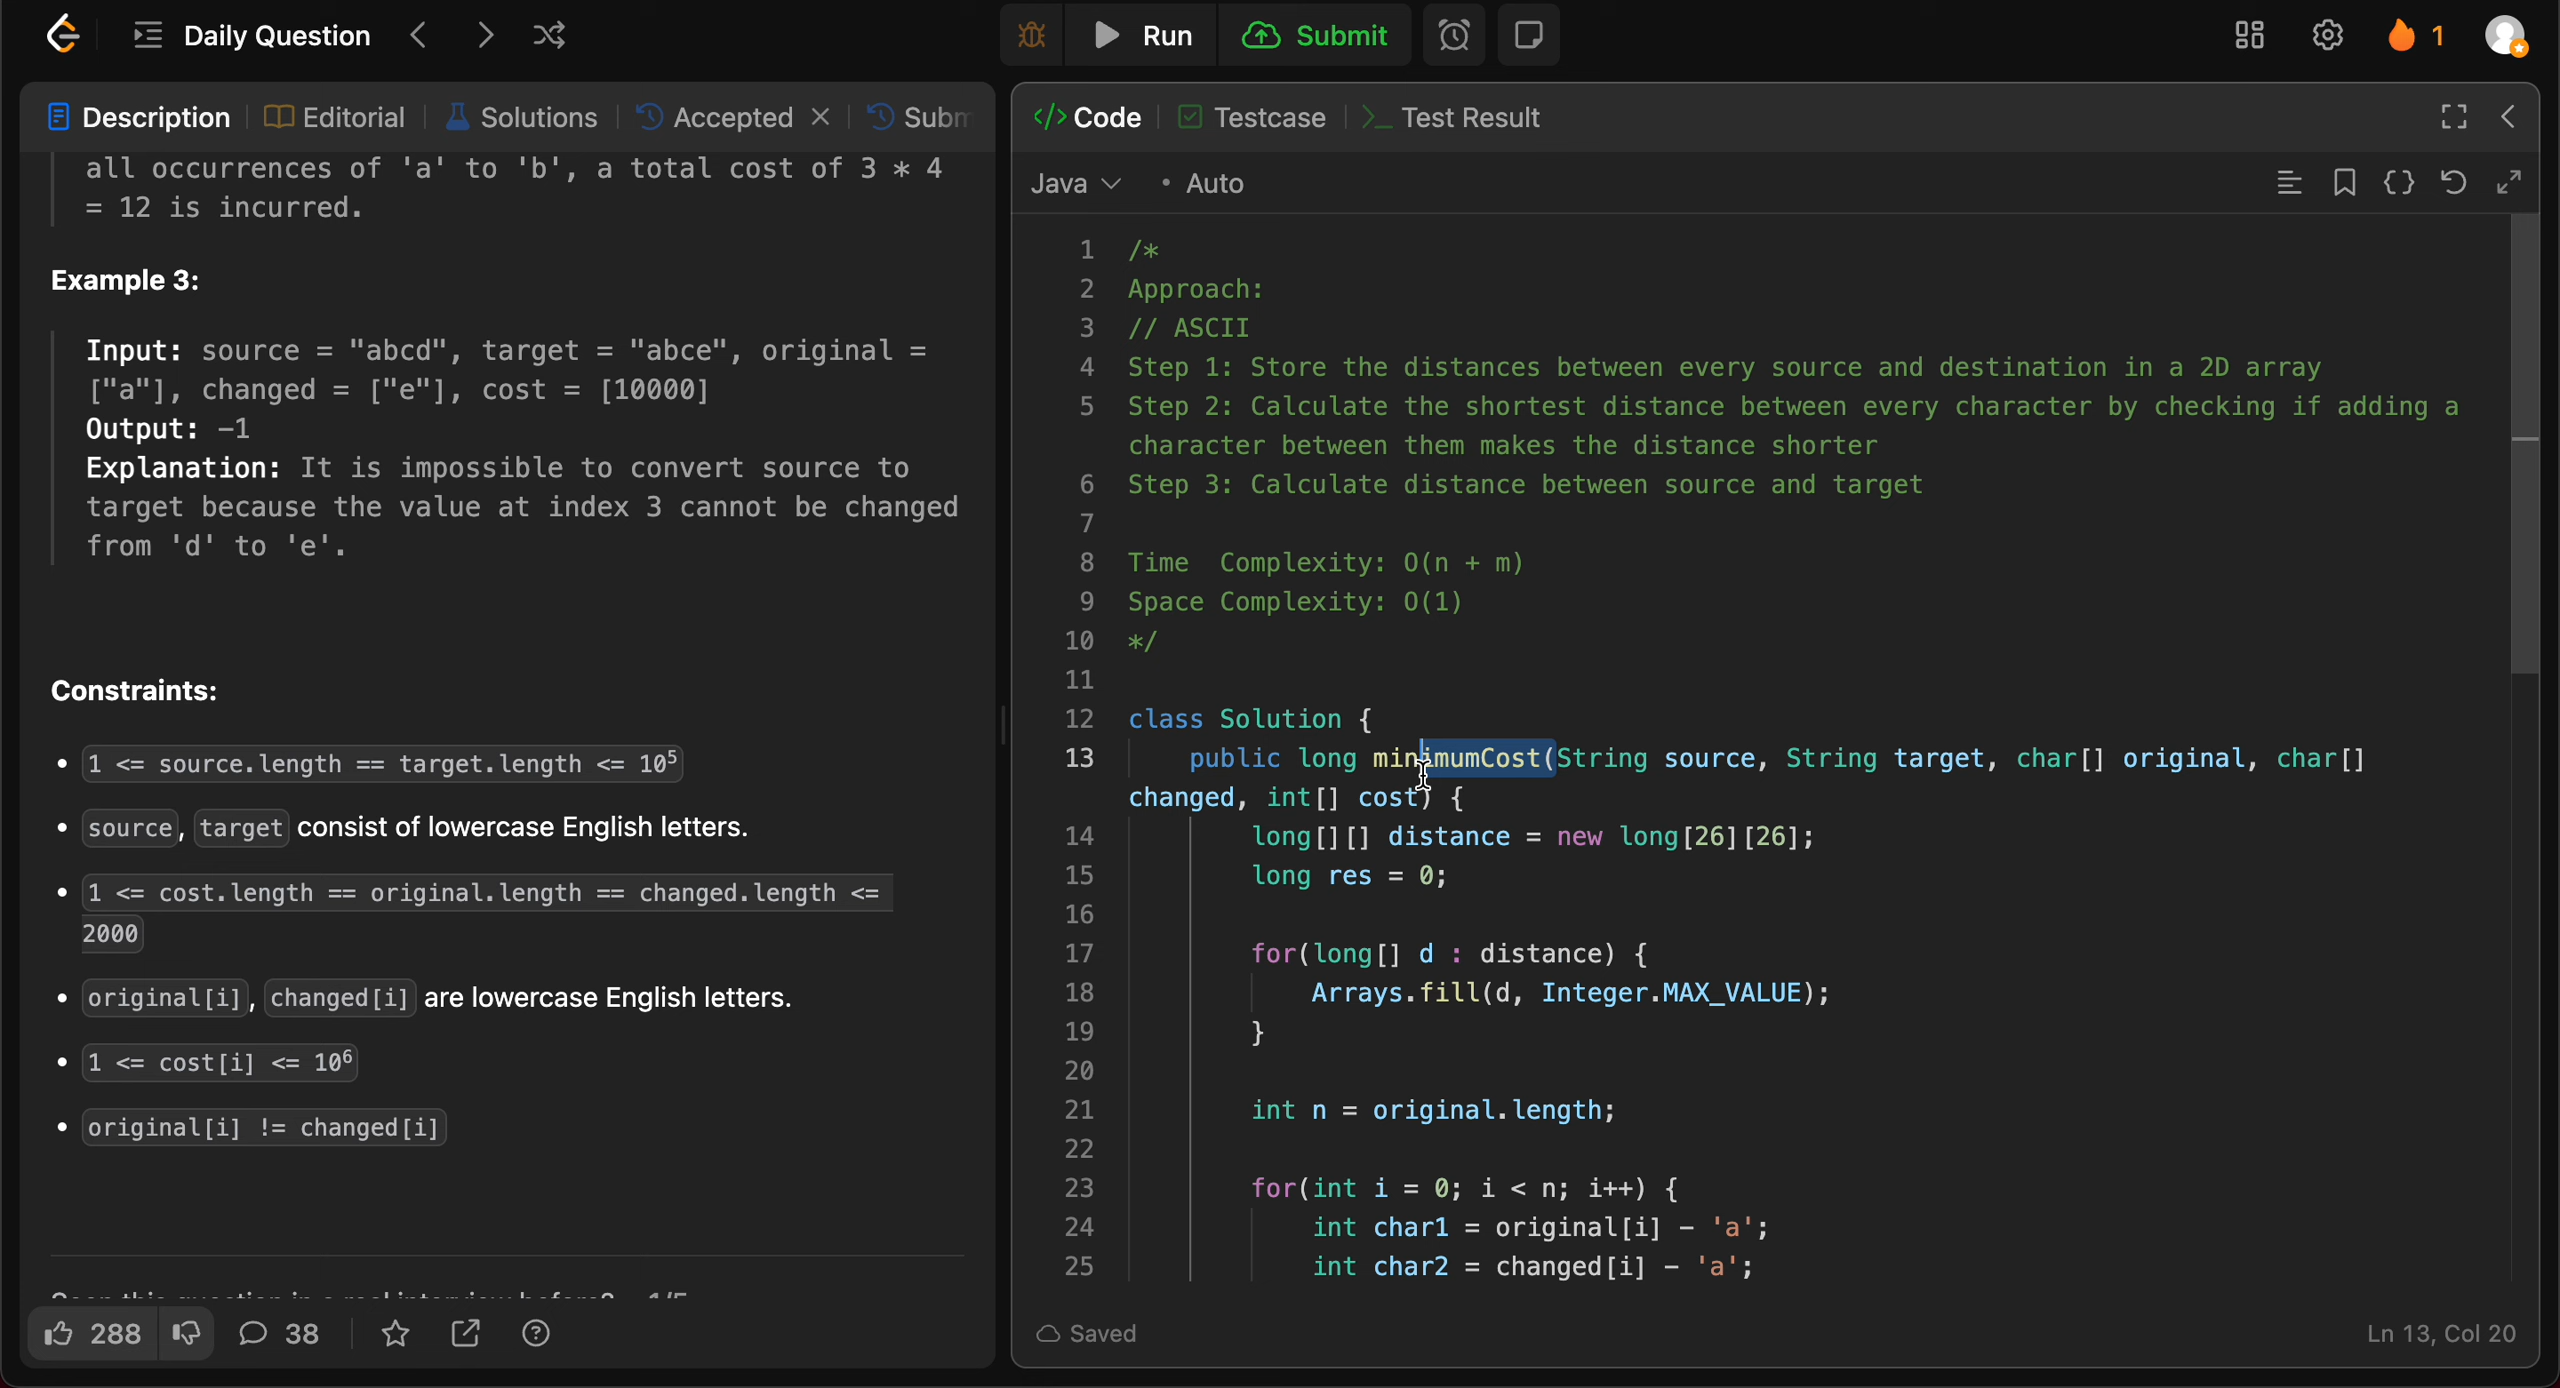 Daily Question
Run
Submit
1
Description
Editorial
Solutions
Accepted
Subm
all occurrences of 'a' to 'b', a total cost of 3 * 4
= 12 is incurred.
Example 3:
Input: source = "abcd", target = "abce", original =
["a"], changed = ["e"], cost = [10000]
Output: -1
Explanation: It is impossible to convert source to
target because the value at index 3 cannot be changed
from 'd' to 'e'.
Constraints:
• 1 <= source.length == target.length <= 10⁵
• source, target consist of lowercase English letters.
• 1 <= cost.length == original.length == changed.length <=
2000
• original[i], changed[i] are lowercase English letters.
• 1 <= cost[i] <= 10⁶
• original[i] != changed[i]
288
38
</> Code
Testcase
>_ Test Result
Java
• Auto
1 /*
2 Approach:
3 // ASCII
4 Step 1: Store the distances between every source and destination in a 2D array
5 Step 2: Calculate the shortest distance between every character by checking if adding a
character between them makes the distance shorter
6 Step 3: Calculate distance between source and target
7
8 Time  Complexity: O(n + m)
9 Space Complexity: O(1)
10 */
11
12 class Solution {
13     public long minimumCost(String source, String target, char[] original, char[]
changed, int[] cost) {
14         long[][] distance = new long[26][26];
15         long res = 0;
16
17         for(long[] d : distance) {
18             Arrays.fill(d, Integer.MAX_VALUE);
19         }
20
21         int n = original.length;
22
23         for(int i = 0; i < n; i++) {
24             int char1 = original[i] - 'a';
25             int char2 = changed[i] - 'a';
Saved
Ln 13, Col 20